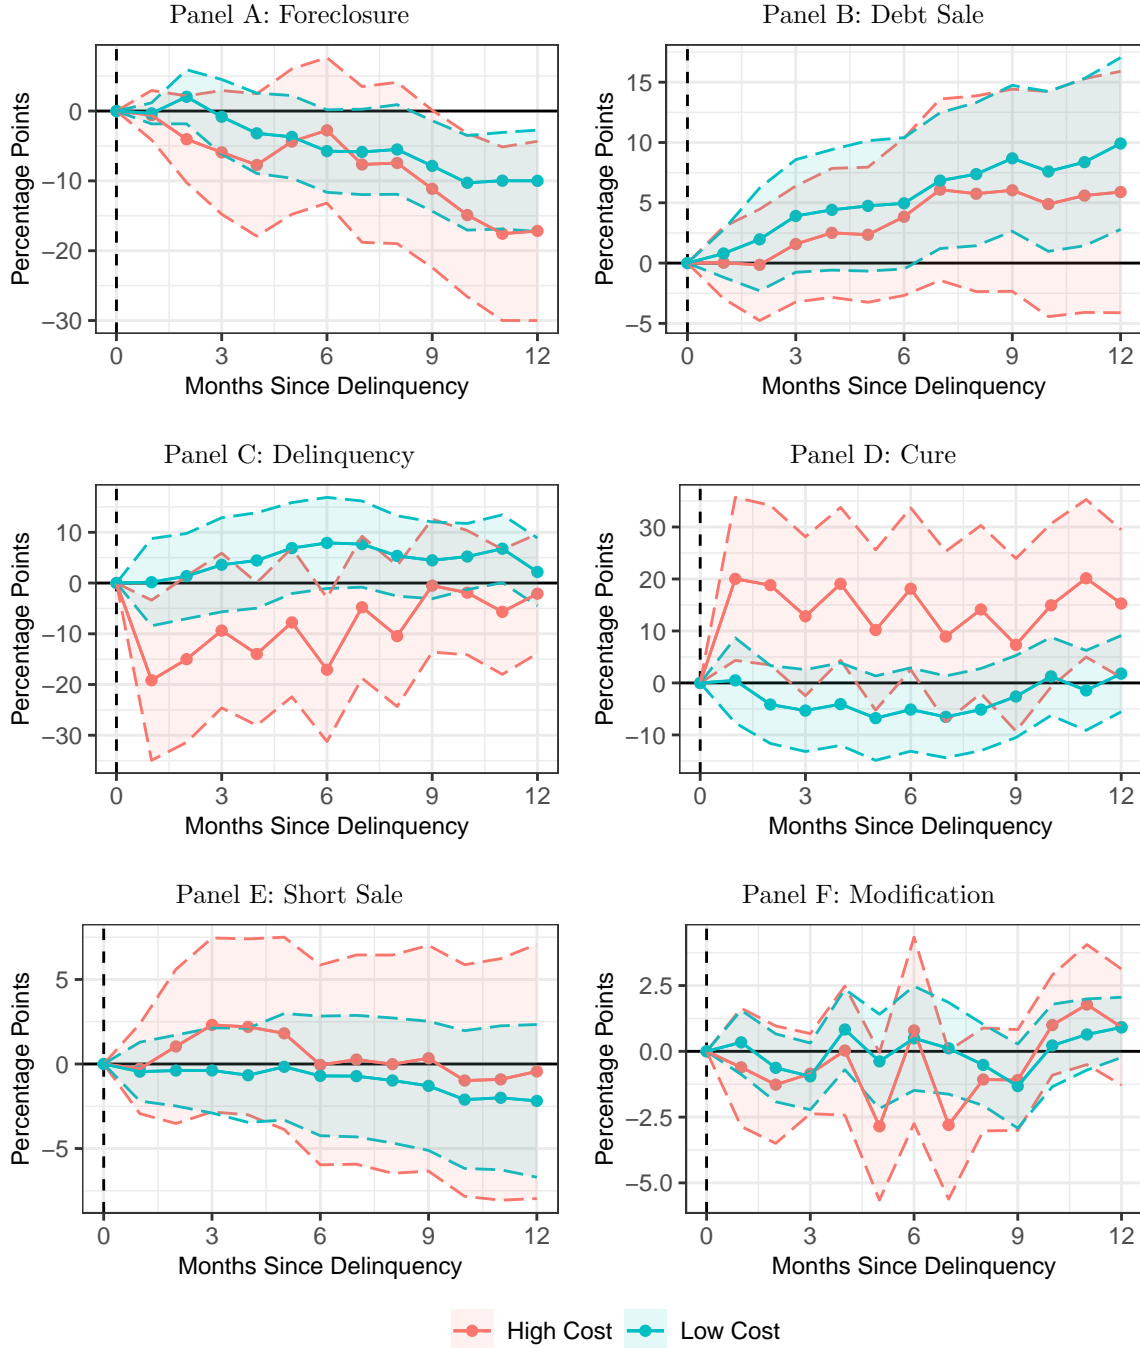 Panel A: Foreclosure
Percentage Points
0
−10
−20
−30
0 3 6 9 12
Months Since Delinquency
Panel B: Debt Sale
Percentage Points
15
10
5
0
−5
0 3 6 9 12
Months Since Delinquency
Panel C: Delinquency
Percentage Points
10
0
−10
−20
−30
0 3 6 9 12
Months Since Delinquency
Panel D: Cure
Percentage Points
30
20
10
0
−10
0 3 6 9 12
Months Since Delinquency
Panel E: Short Sale
Percentage Points
5
0
−5
0 3 6 9 12
Months Since Delinquency
Panel F: Modification
Percentage Points
2.5
0.0
−2.5
−5.0
0 3 6 9 12
Months Since Delinquency
High Cost Low Cost